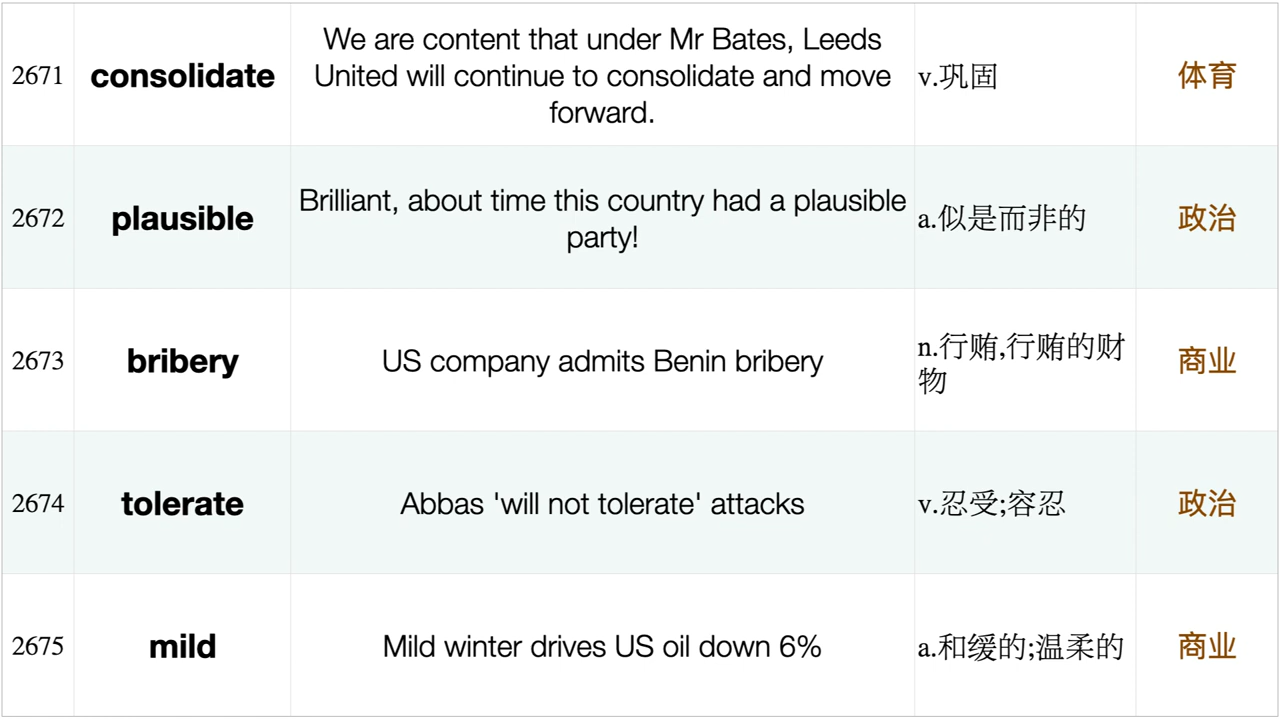 2671 consolidate We are content that under Mr Bates, Leeds United will continue to consolidate and move forward. v.巩固 体育
2672 plausible Brilliant, about time this country had a plausible party! a.似是而非的 政治
2673 bribery US company admits Benin bribery n.行贿,行贿的财物 商业
2674 tolerate Abbas 'will not tolerate' attacks v.忍受;容忍 政治
2675 mild Mild winter drives US oil down 6% a.和缓的;温柔的 商业